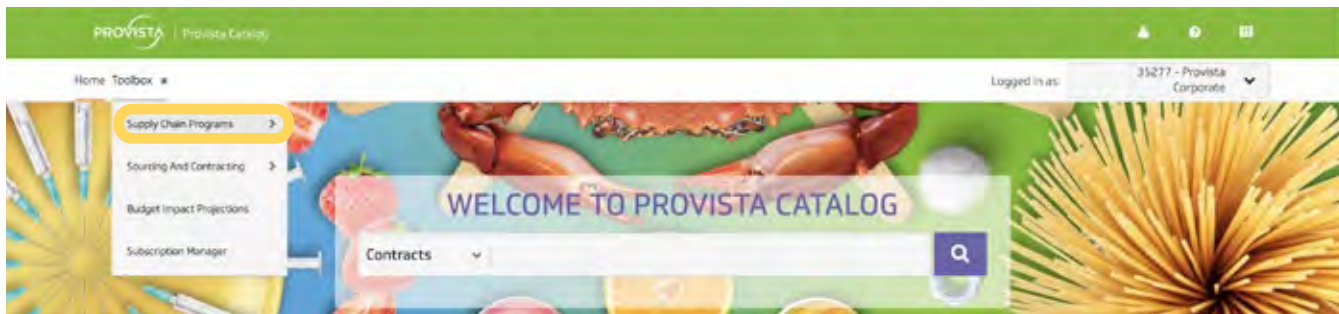 PROVISTA | Provista Catalog
Home Toolbox
Logged in as: 35277 - Provista
Corporate
Supply Chain Programs
Sourcing And Contracting
Budget Impact Projections
Subscription Manager
WELCOME TO PROVISTA CATALOG
Contracts